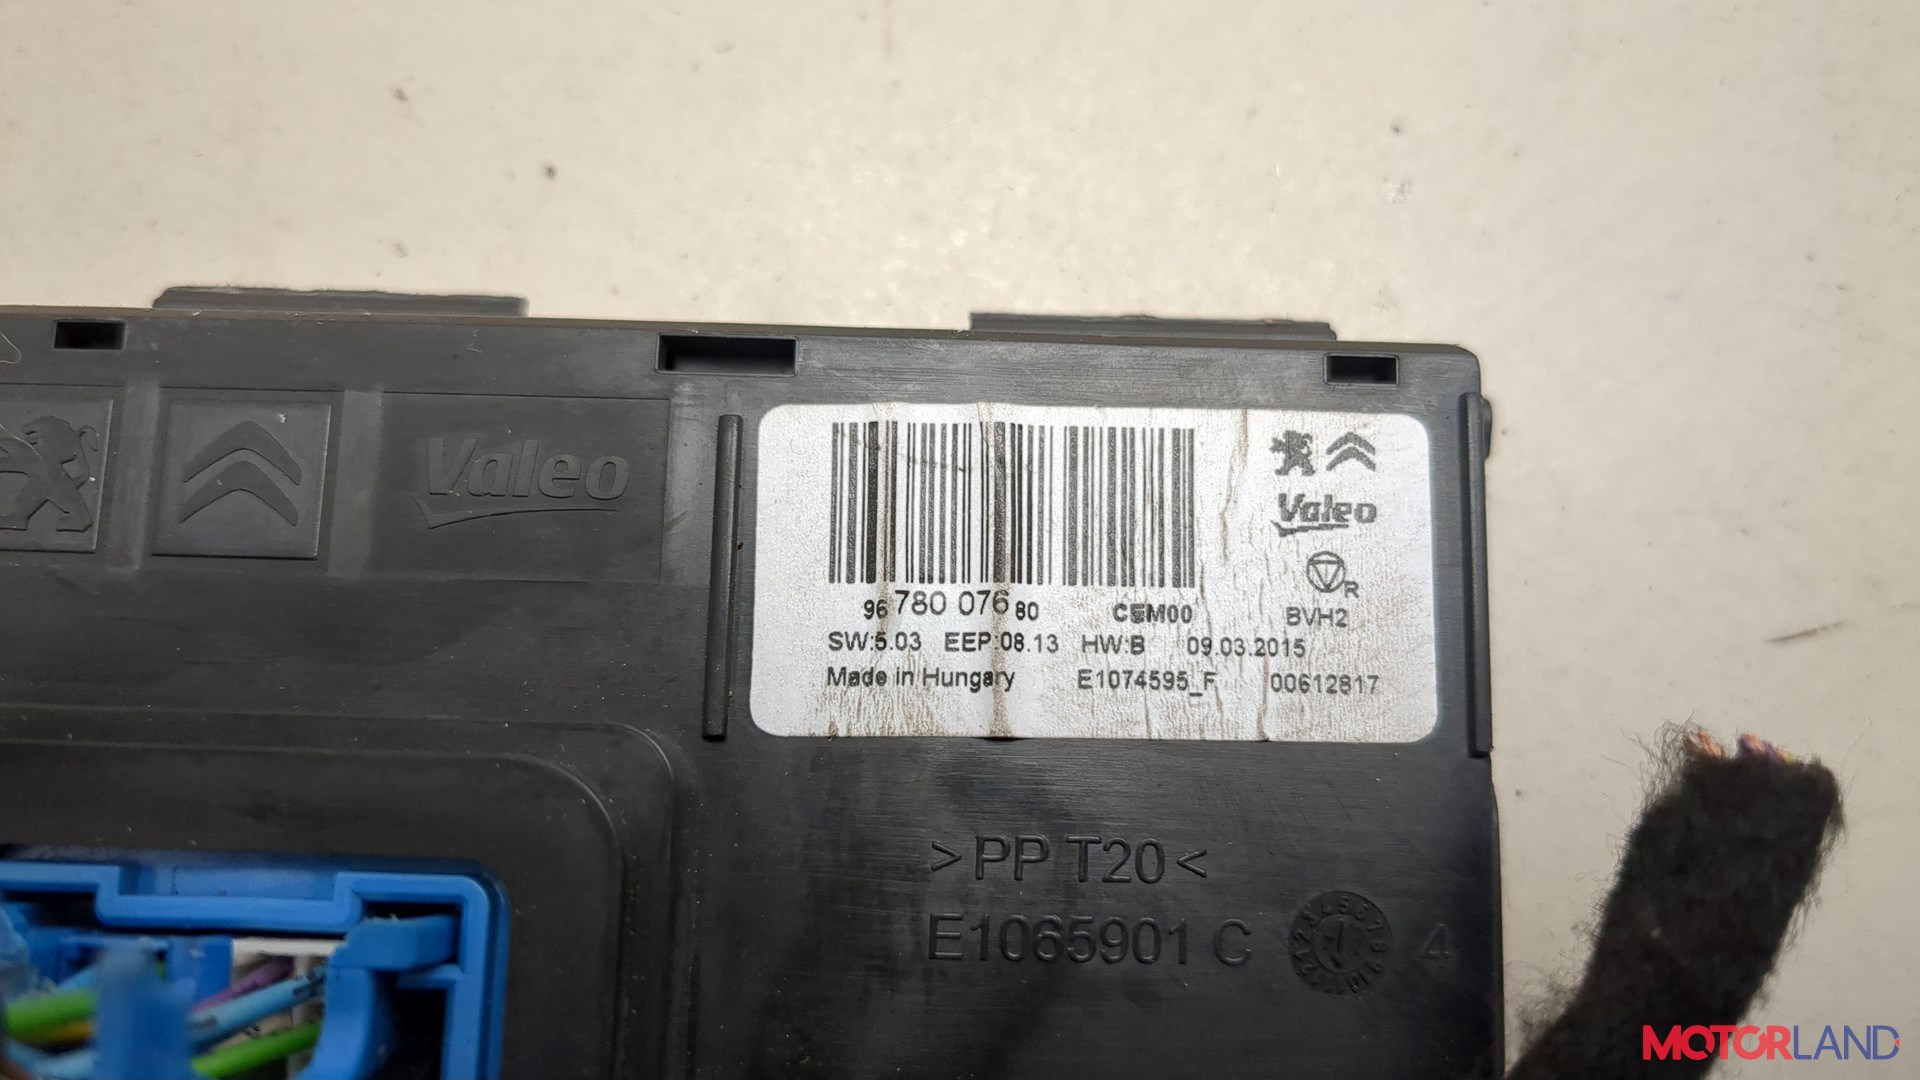 Valeo
Valeo
R
96 780 076 80 CEM00 BVH2
SW:5.03 EEP:08.13 HW:B 09.03.2015
Made in Hungary E1074595_F 00612817
>PP T20<
E1065901 C 4
MOTORLAND